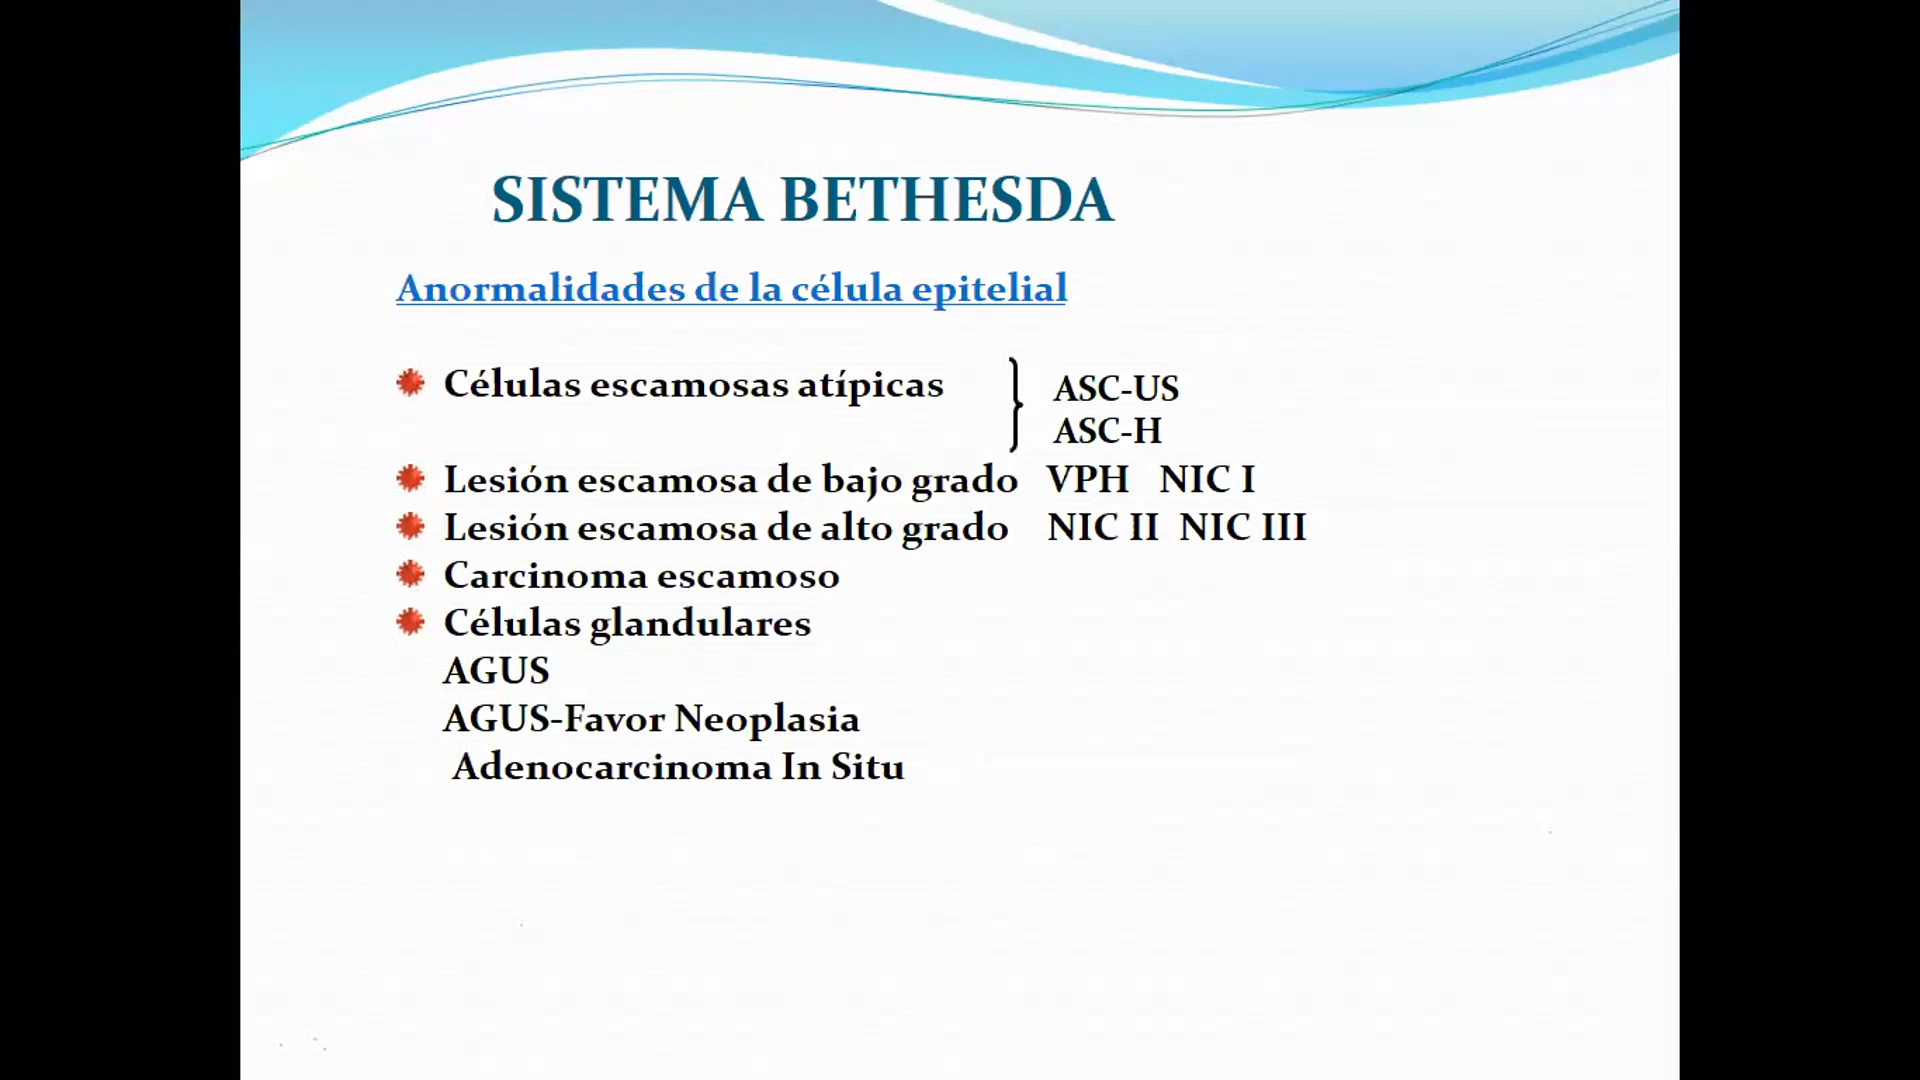 SISTEMA BETHESDA
Anormalidades de la célula epitelial
Células escamosas atípicas ASC-US
ASC-H
Lesión escamosa de bajo grado VPH NIC I
Lesión escamosa de alto grado NIC II NIC III
Carcinoma escamoso
Células glandulares
AGUS
AGUS-Favor Neoplasia
Adenocarcinoma In Situ